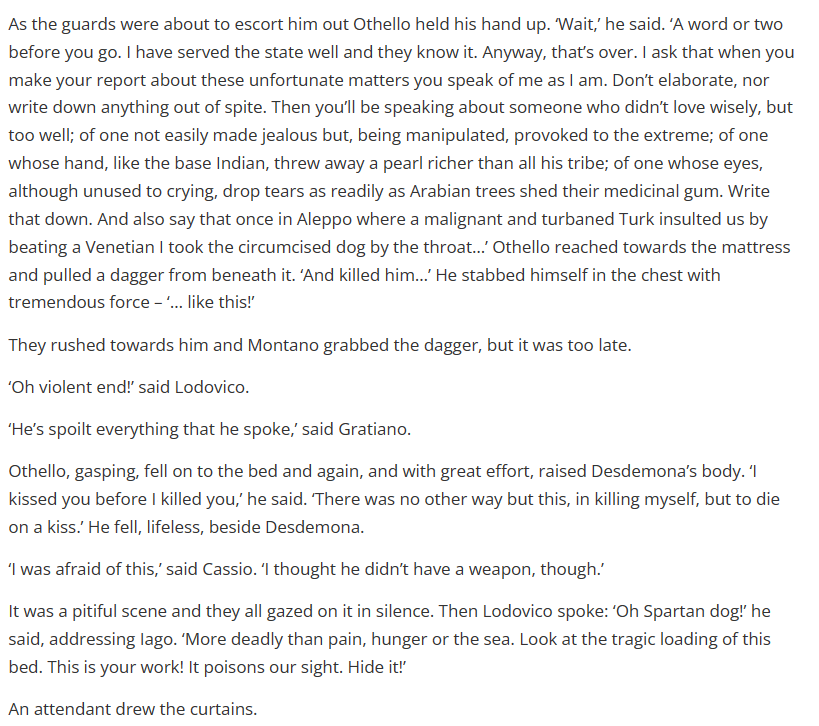 As the guards were about to escort him out Othello held his hand up. ‘Wait,’ he said. ‘A word or two
before you go. I have served the state well and they know it. Anyway, that’s over. I ask that when you
make your report about these unfortunate matters you speak of me as I am. Don’t elaborate, nor
write down anything out of spite. Then you’ll be speaking about someone who didn’t love wisely, but
too well; of one not easily made jealous but, being manipulated, provoked to the extreme; of one
whose hand, like the base Indian, threw away a pearl richer than all his tribe; of one whose eyes,
although unused to crying, drop tears as readily as Arabian trees shed their medicinal gum. Write
that down. And also say that once in Aleppo where a malignant and turbaned Turk insulted us by
beating a Venetian I took the circumcised dog by the throat…’ Othello reached towards the mattress
and pulled a dagger from beneath it. ‘And killed him…’ He stabbed himself in the chest with
tremendous force – ‘… like this!’
They rushed towards him and Montano grabbed the dagger, but it was too late.
‘Oh violent end!’ said Lodovico.
‘He’s spoilt everything that he spoke,’ said Gratiano.
Othello, gasping, fell on to the bed and again, and with great effort, raised Desdemona’s body. ‘I
kissed you before I killed you,’ he said. ‘There was no other way but this, in killing myself, but to die
on a kiss.’ He fell, lifeless, beside Desdemona.
‘I was afraid of this,’ said Cassio. ‘I thought he didn’t have a weapon, though.’
It was a pitiful scene and they all gazed on it in silence. Then Lodovico spoke: ‘Oh Spartan dog!’ he
said, addressing Iago. ‘More deadly than pain, hunger or the sea. Look at the tragic loading of this
bed. This is your work! It poisons our sight. Hide it!’
An attendant drew the curtains.